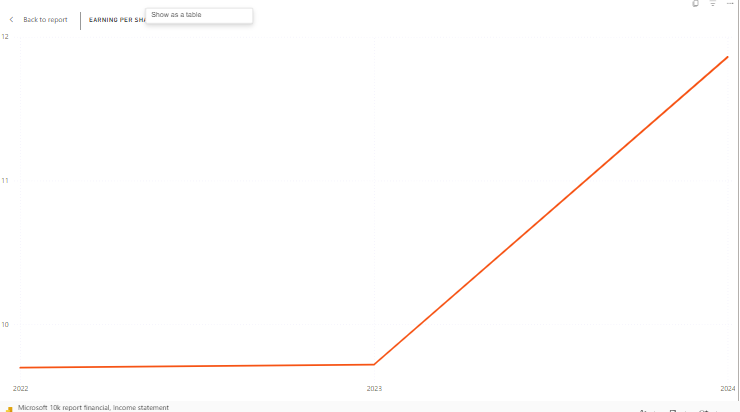 Back to report
EARNING PER
Show as a table
12
11
10
2022
2023
2024
Microsoft 10k report financial, Income statement